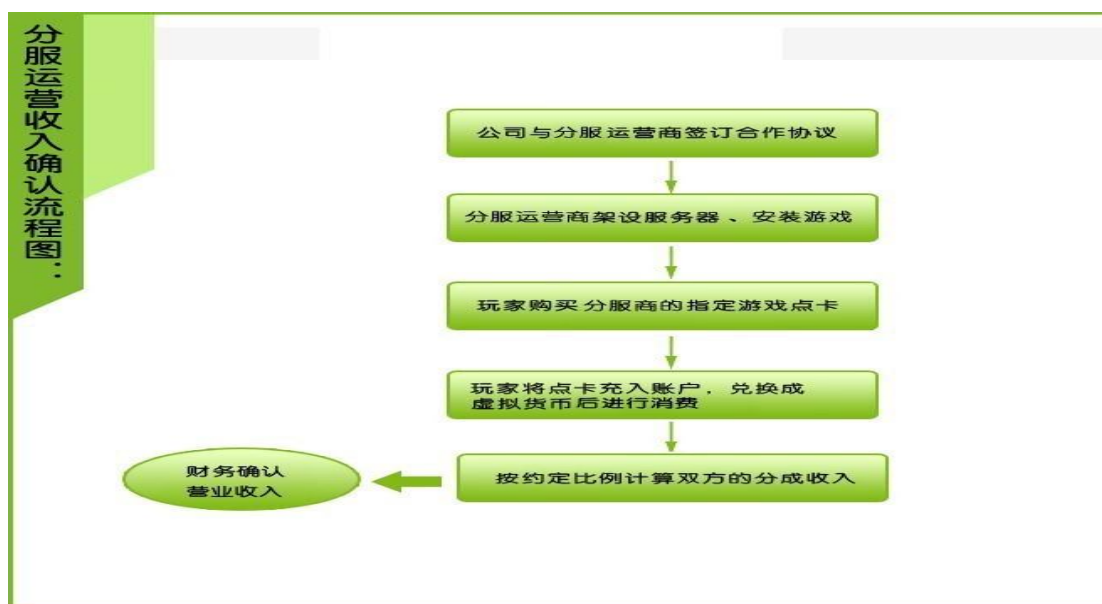 分服运营收入确认流程图：
公司与分服运营商签订合作协议
分服运营商架设服务器、安装游戏
玩家购买分服商的指定游戏点卡
玩家将点卡充入账户，兑换成
虚拟货币后进行消费
按约定比例计算双方的分成收入
财务确认
营业收入